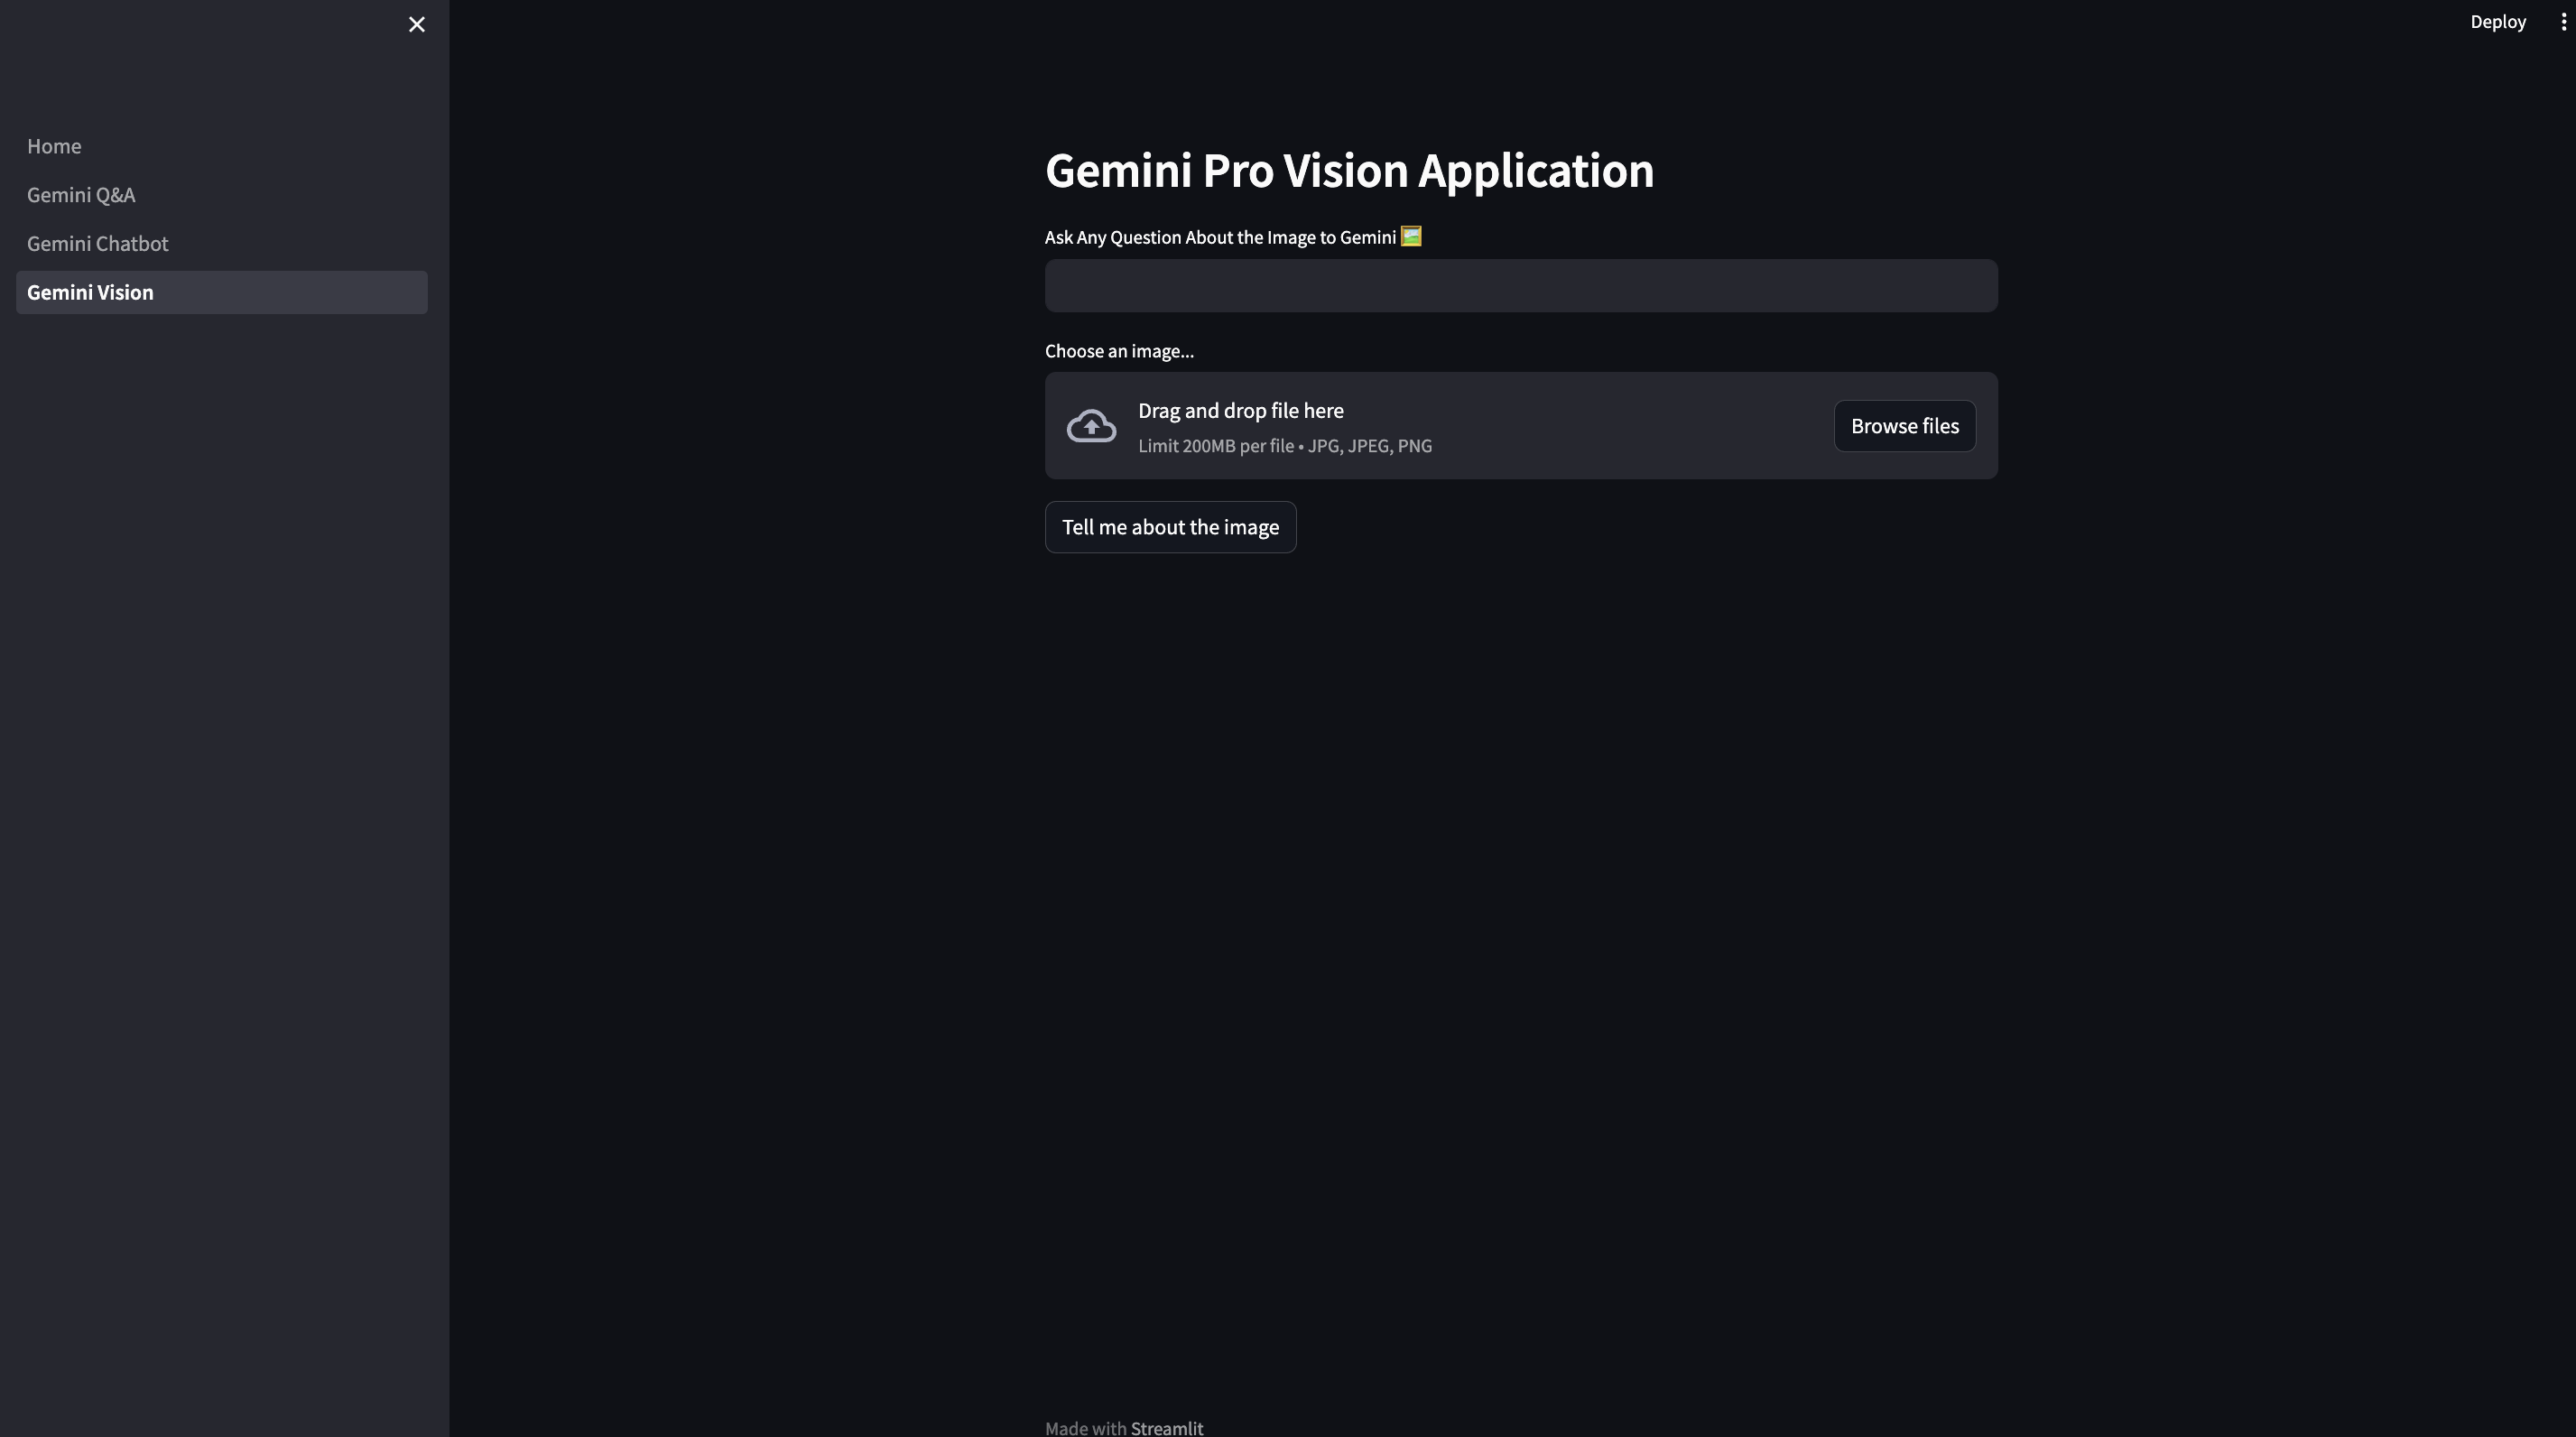 Deploy
Home
Gemini Q&A
Gemini Chatbot
Gemini Vision
Gemini Pro Vision Application
Ask Any Question About the Image to Gemini 🖼️
Choose an image...
Drag and drop file here
Limit 200MB per file • JPG, JPEG, PNG
Browse files
Tell me about the image
Made with Streamlit